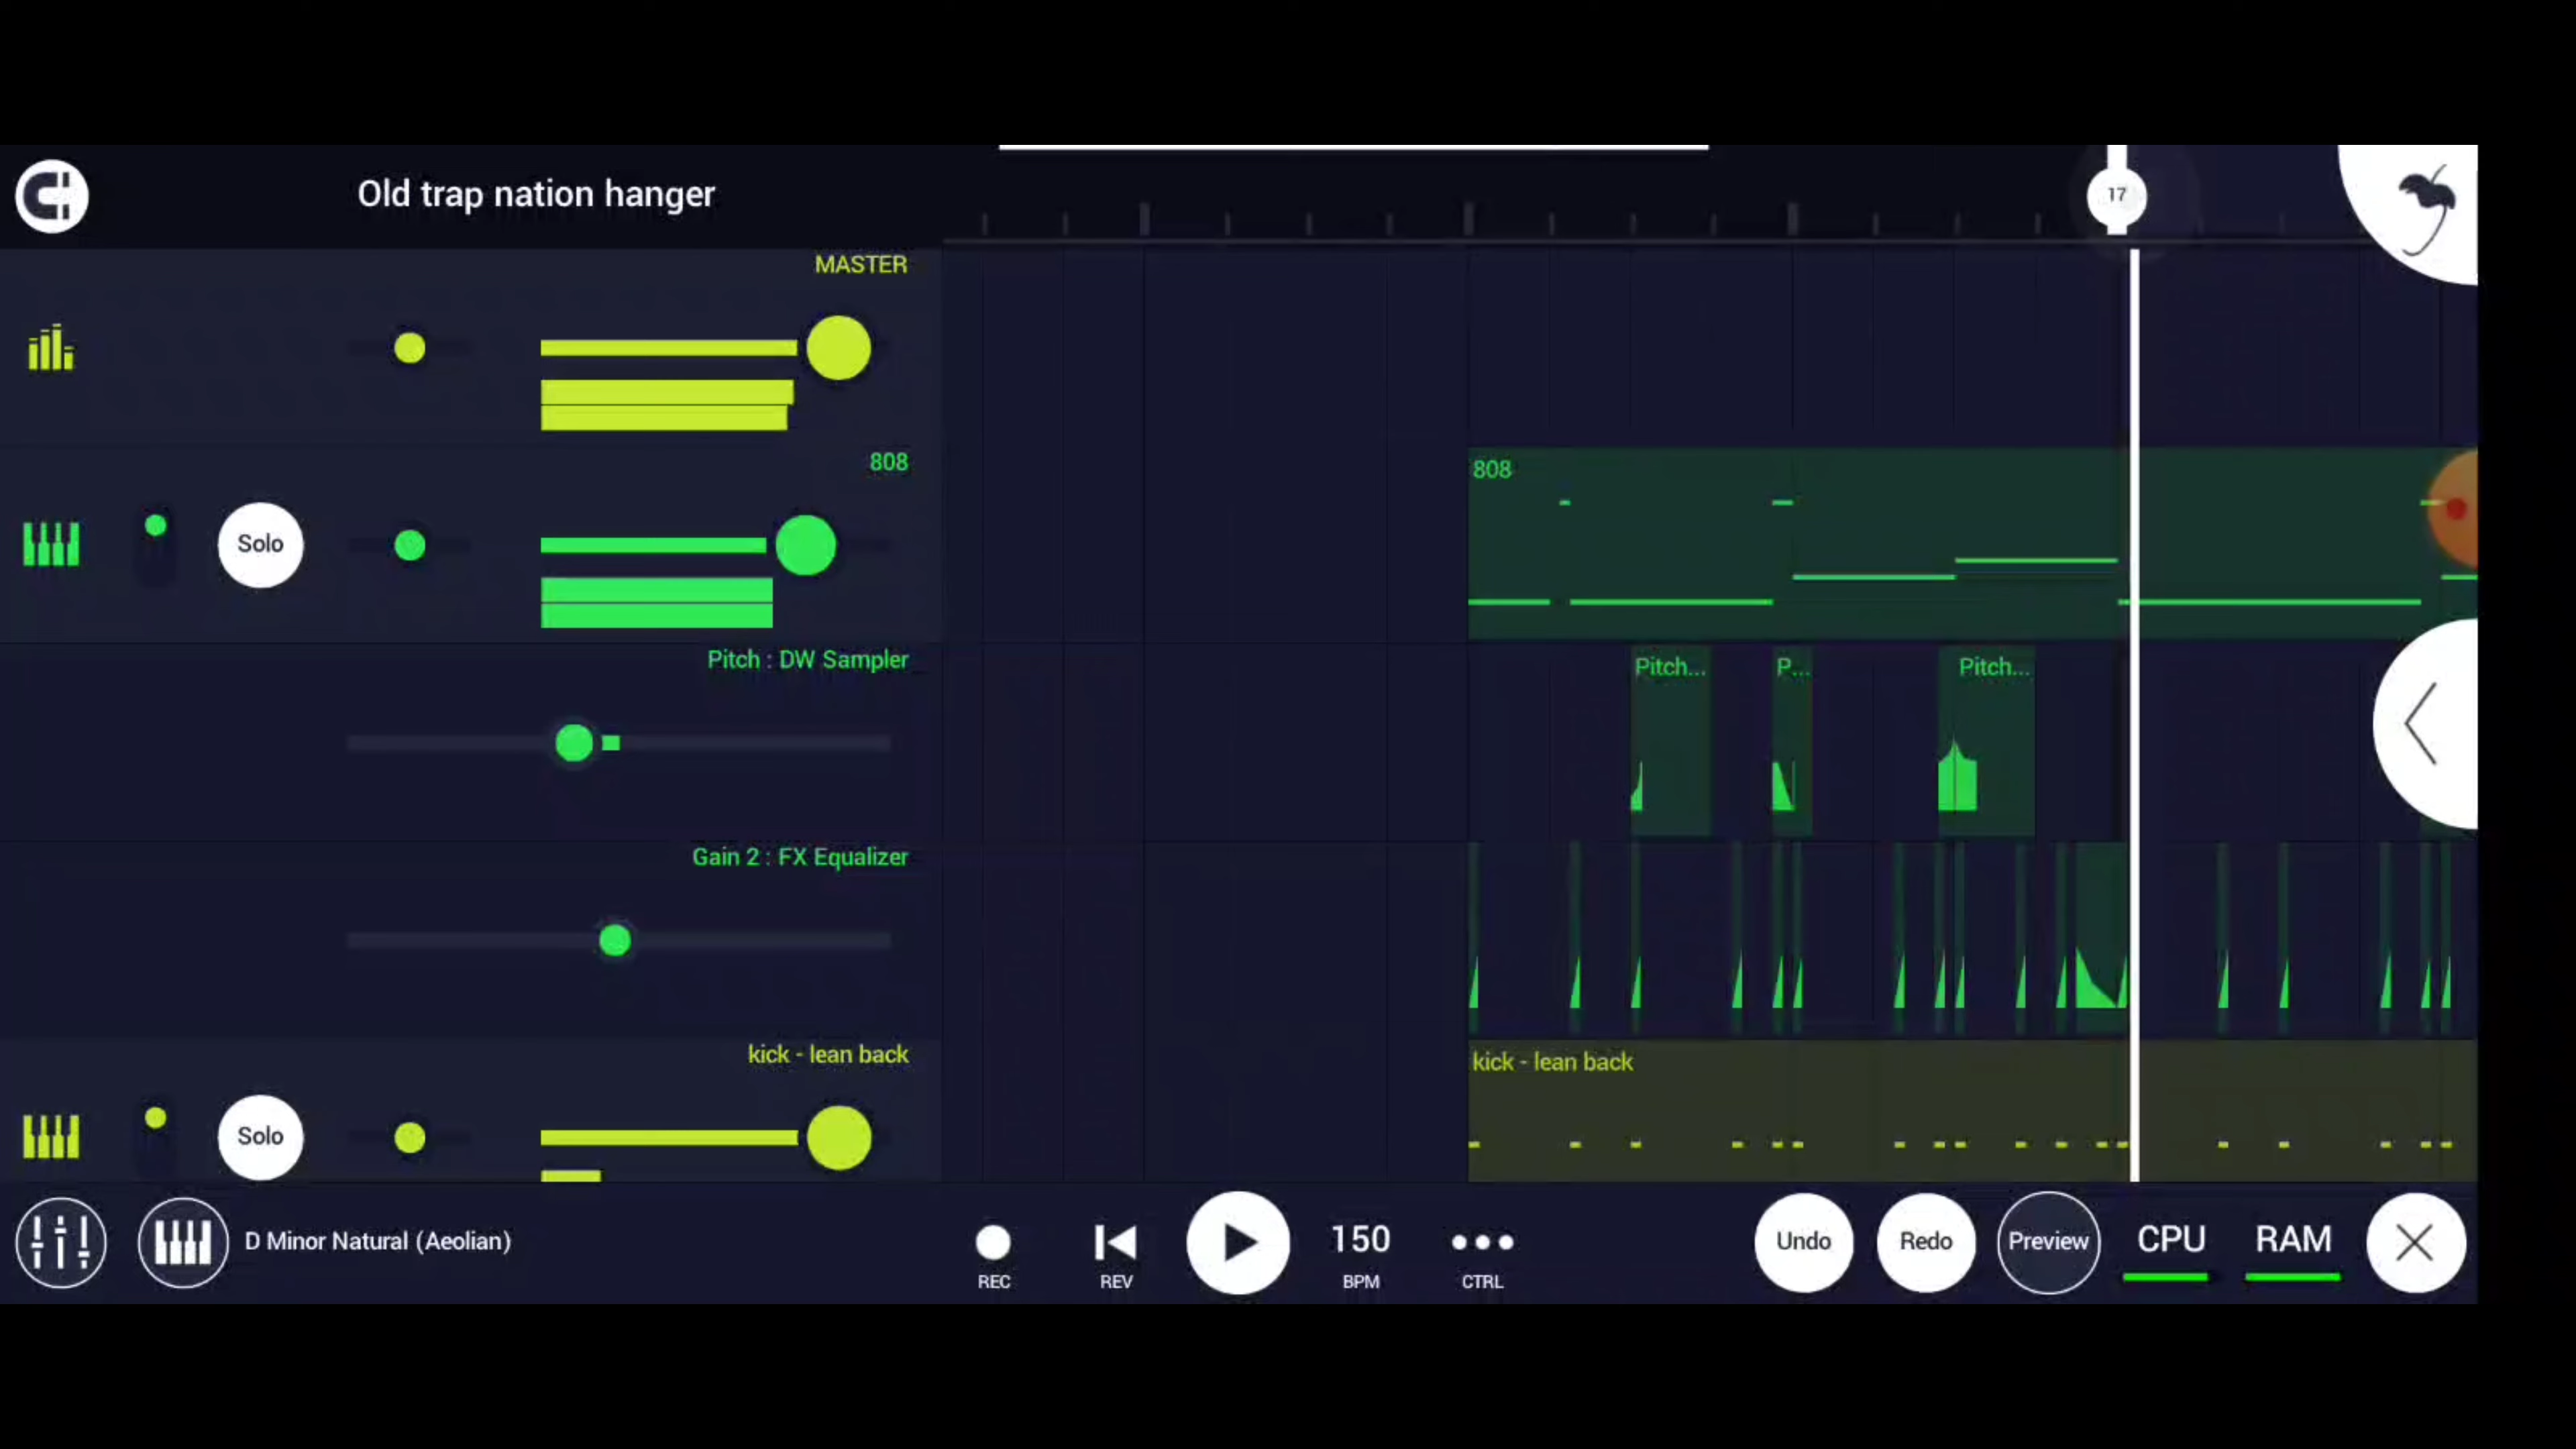 Old trap nation hanger
17
MASTER
808
Solo
808
Pitch : DW Sampler
Pitch...
P...
Pitch...
Gain 2 : FX Equalizer
kick - lean back
Solo
kick - lean back
D Minor Natural (Aeolian)
REC
REV
150
BPM
CTRL
Undo
Redo
Preview
CPU
RAM